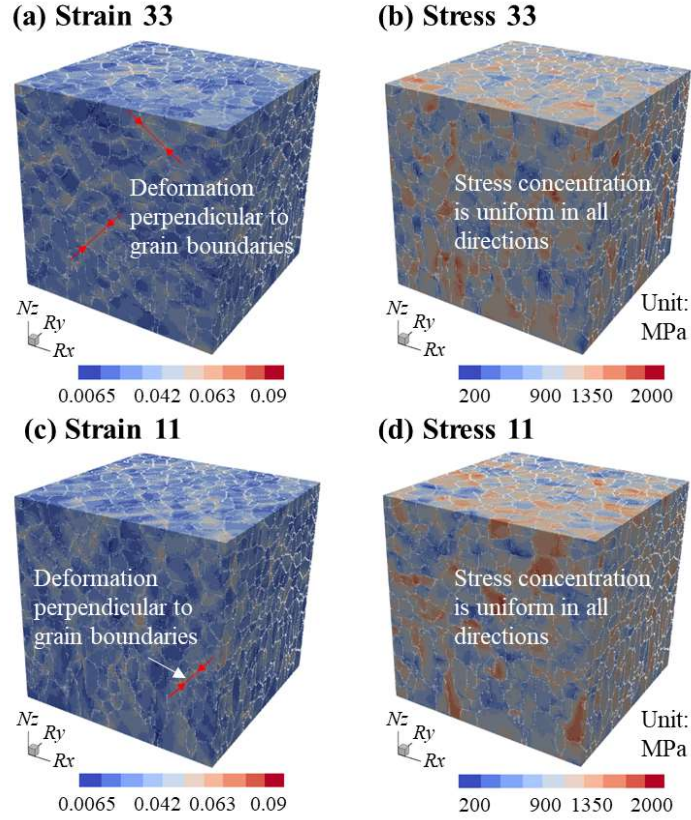 (a) Strain 33
Deformation
perpendicular to
grain boundaries
Nz
Ry
Rx
0.0065 0.042 0.063 0.09
(b) Stress 33
Stress concentration
is uniform in all
directions
Unit:
MPa
Nz
Ry
Rx
200 900 1350 2000
(c) Strain 11
Deformation
perpendicular to
grain boundaries
Nz
Ry
Rx
0.0065 0.042 0.063 0.09
(d) Stress 11
Stress concentration
is uniform in all
directions
Unit:
MPa
Nz
Ry
Rx
200 900 1350 2000